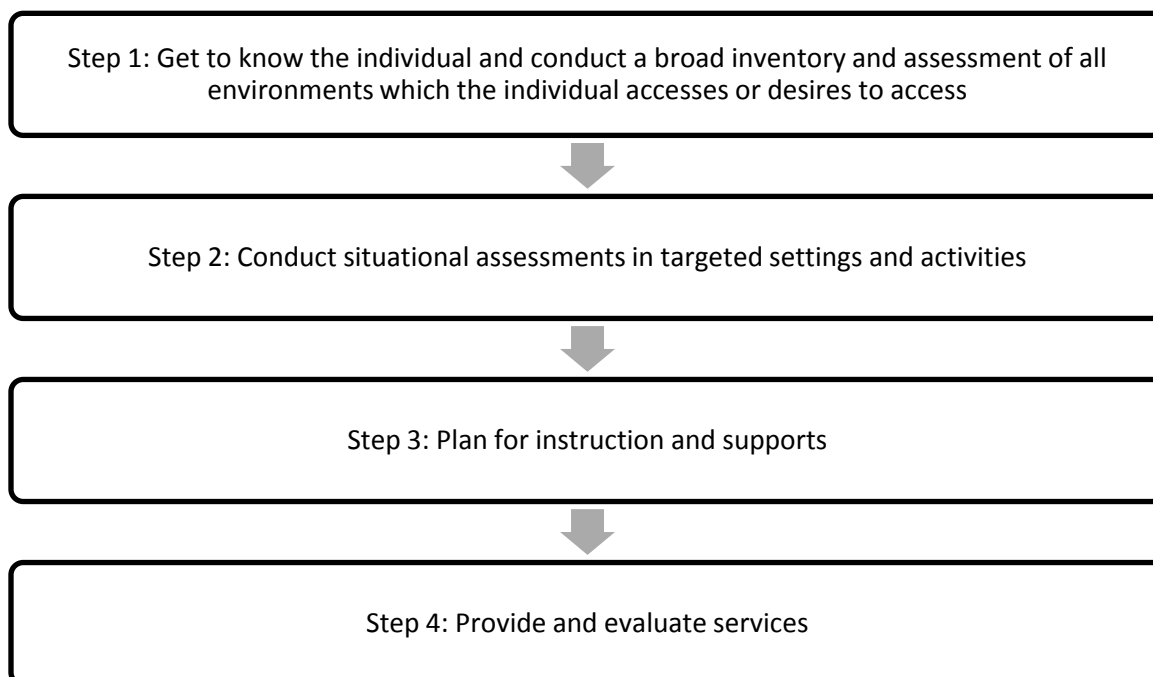 Step 1: Get to know the individual and conduct a broad inventory and assessment of all
environments which the individual accesses or desires to access
Step 2: Conduct situational assessments in targeted settings and activities
Step 3: Plan for instruction and supports
Step 4: Provide and evaluate services